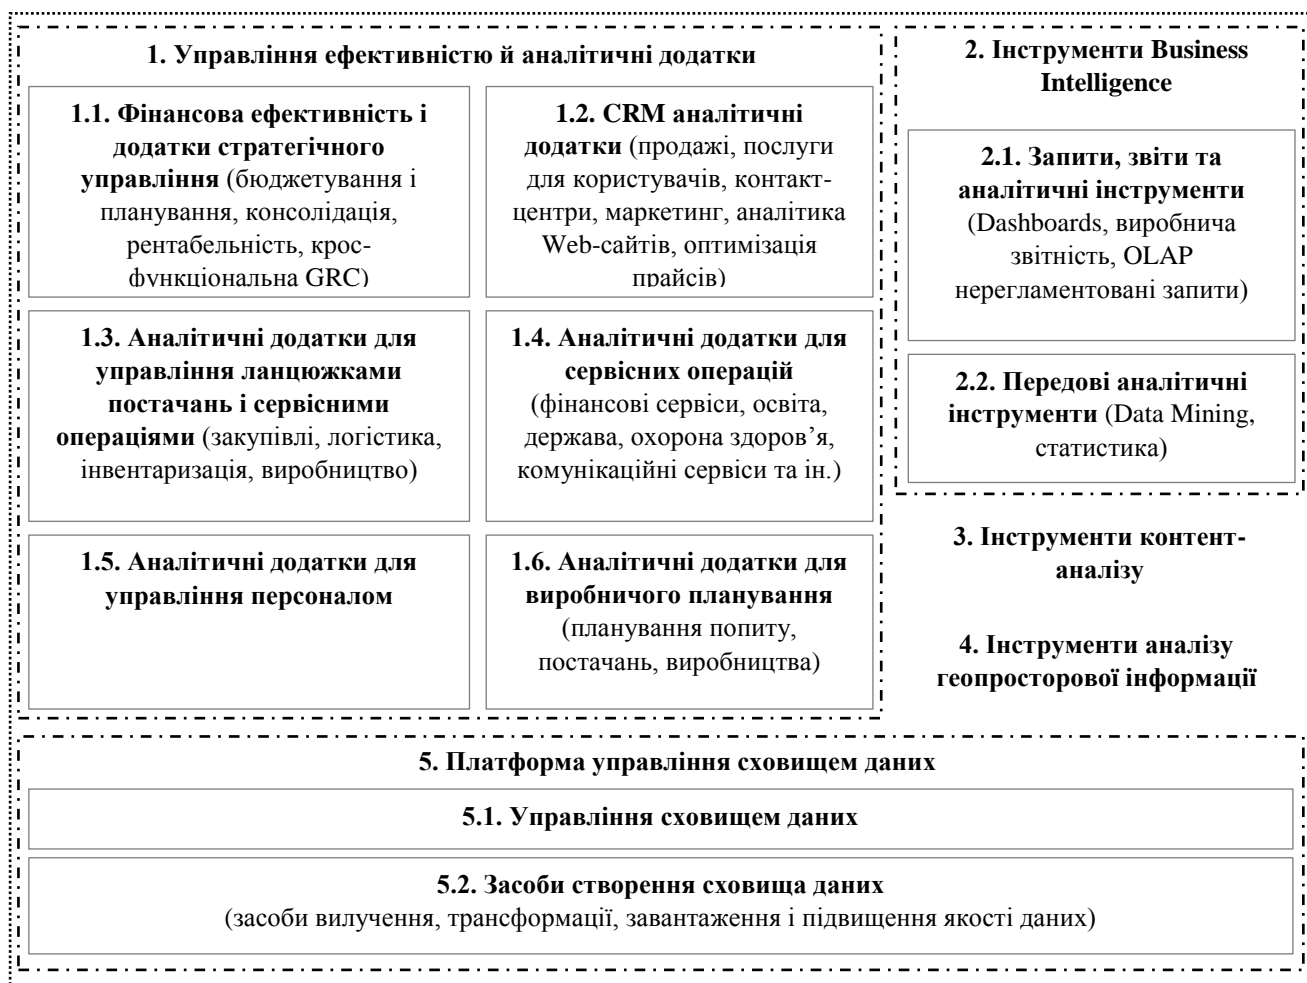 1. Управління ефективністю й аналітичні додатки
1.1. Фінансова ефективність і
додатки стратегічного
управління (бюджетування і
планування, консолідація,
рентабельність, крос-
функціональна GRC)
1.2. CRM аналітичні
додатки (продажі, послуги
для користувачів, контакт-
центри, маркетинг, аналітика
Web-сайтів, оптимізація
прайсів)
1.3. Аналітичні додатки для
управління ланцюжками
постачань і сервісними
операціями (закупівлі, логістика,
інвентаризація, виробництво)
1.4. Аналітичні додатки для
сервісних операцій
(фінансові сервіси, освіта,
держава, охорона здоров’я,
комунікаційні сервіси та ін.)
1.5. Аналітичні додатки для
управління персоналом
1.6. Аналітичні додатки для
виробничого планування
(планування попиту,
постачань, виробництва)
2. Інструменти Business
Intelligence
2.1. Запити, звіти та
аналітичні інструменти
(Dashboards, виробнича
звітність, OLAP
нерегламентовані запити)
2.2. Передові аналітичні
інструменти (Data Mining,
статистика)
3. Інструменти контент-
аналізу
4. Інструменти аналізу
геопросторової інформації
5. Платформа управління сховищем даних
5.1. Управління сховищем даних
5.2. Засоби створення сховища даних
(засоби вилучення, трансформації, завантаження і підвищення якості даних)